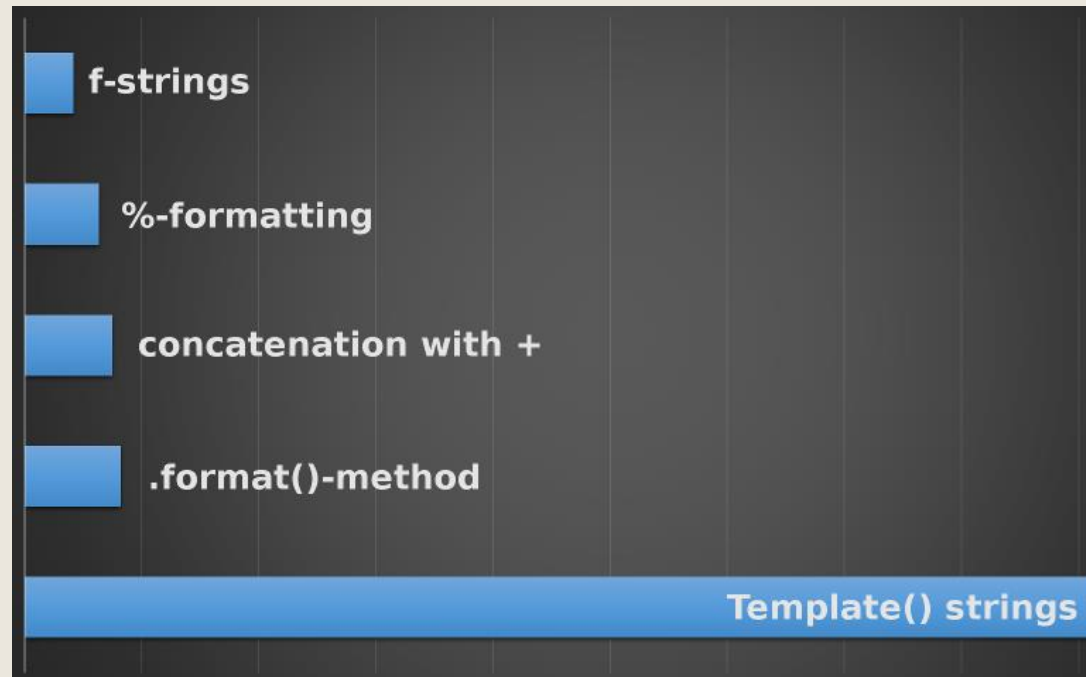 f-strings
%-formatting
concatenation with +
.format()-method
Template() strings